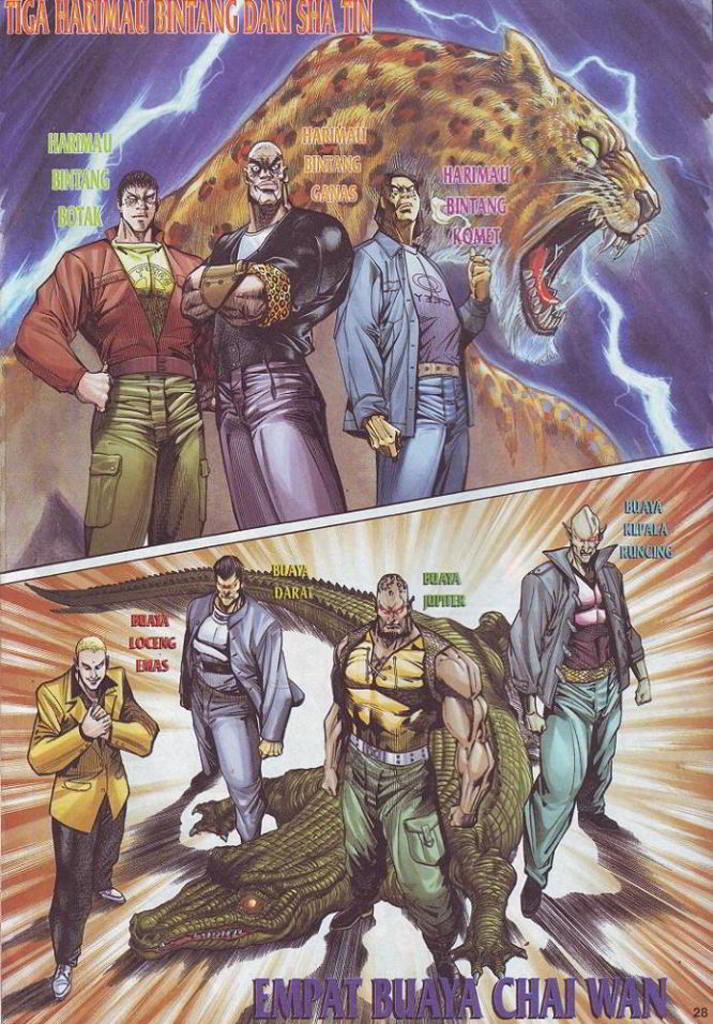 TIGA HARIMAU BINTANG DARI SHA TIN
HARIMAU
BINTANG
BOTAK
HARIMAU
BINTANG
GANAS
HARIMAU
BINTANG
KOMET
BUAYA
KEPALA
RUNCING
BUAYA
DARAT
BUAYA
JUPITER
BUAYA
LOCENG
EMAS
EMPAT BUAYA CHAI WAN
28